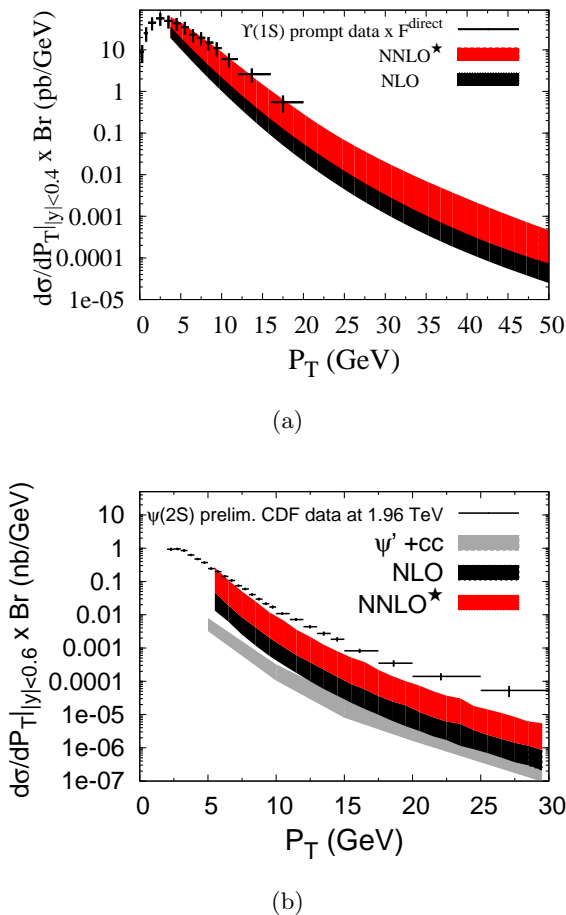 ϒ(1S) prompt data x F^direct
NNLO★
NLO
dσ/dP_T|_|y|<0.4 x Br (pb/GeV)
100
10
1
0.1
0.01
0.001
0.0001
1e-05
0 5 10 15 20 25 30 35 40 45 50
P_T (GeV)
(a)
ψ(2S) prelim. CDF data at 1.96 TeV
ψ' +cc
NLO
NNLO★
dσ/dP_T|_|y|<0.6 x Br (nb/GeV)
10
1
0.1
0.01
0.001
0.0001
1e-05
1e-06
1e-07
0 5 10 15 20 25 30
P_T (GeV)
(b)